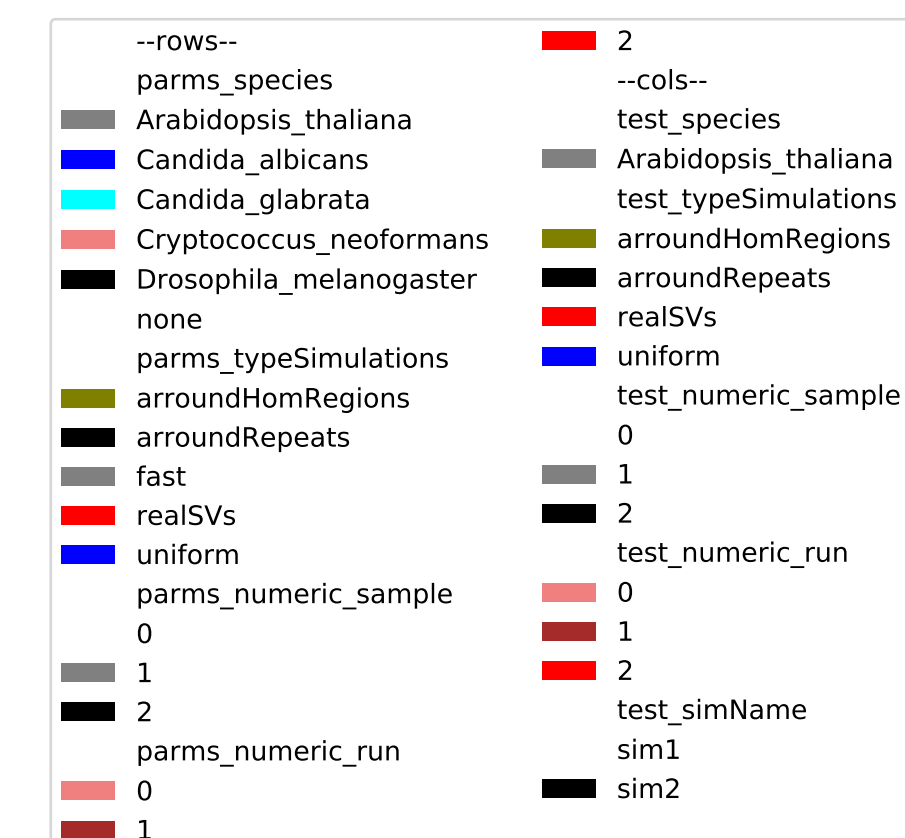 --rows--
parms_species
Arabidopsis_thaliana
Candida_albicans
Candida_glabrata
Cryptococcus_neoformans
Drosophila_melanogaster
none
parms_typeSimulations
arroundHomRegions
arroundRepeats
fast
realSVs
uniform
parms_numeric_sample
0
1
2
parms_numeric_run
0
1
2
--cols--
test_species
Arabidopsis_thaliana
test_typeSimulations
arroundHomRegions
arroundRepeats
realSVs
uniform
test_numeric_sample
0
1
2
test_numeric_run
0
1
2
test_simName
sim1
sim2